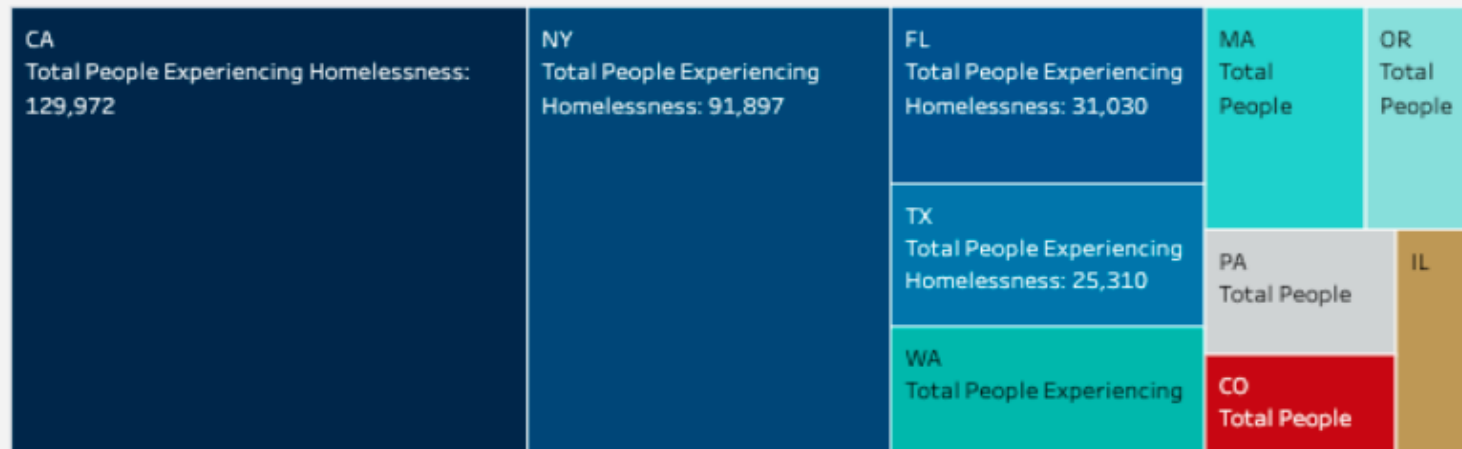 CA
Total People Experiencing Homelessness:
129,972
NY
Total People Experiencing
Homelessness: 91,897
FL
Total People Experiencing
Homelessness: 31,030
TX
Total People Experiencing
Homelessness: 25,310
WA
Total People Experiencing
MA
Total
People
OR
Total
People
PA
Total People
IL
CO
Total People